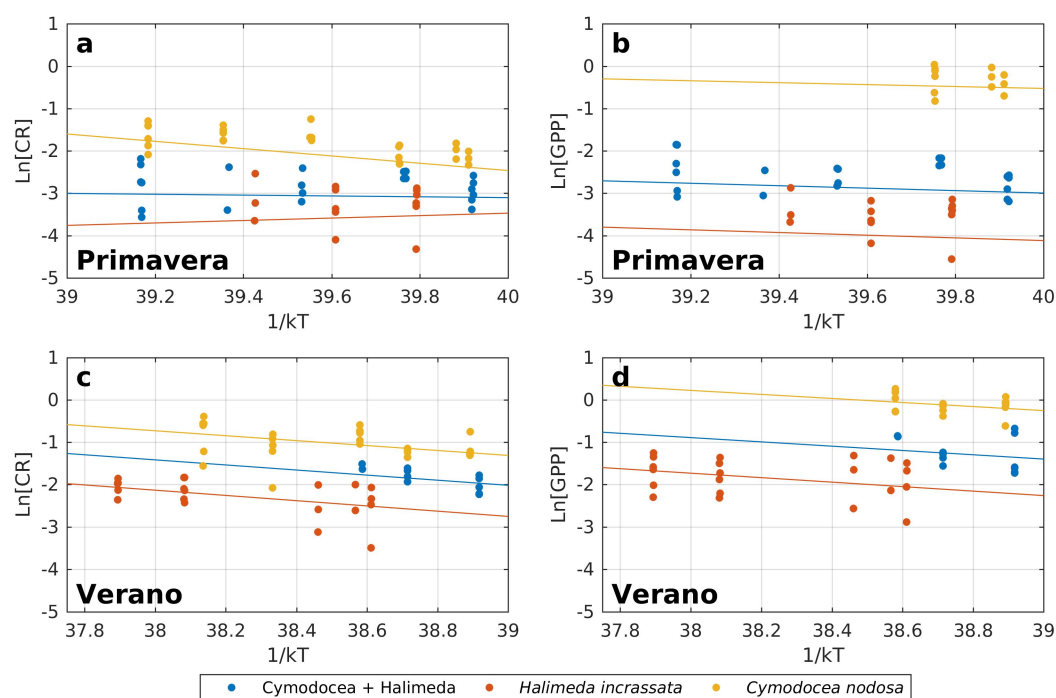 a
1
0
-1
-2
-3
-4
-5
Ln[CR]
Primavera
39 39.2 39.4 39.6 39.8 40
1/kT
b
1
0
-1
-2
-3
-4
-5
Ln[GPP]
Primavera
39 39.2 39.4 39.6 39.8 40
1/kT
c
1
0
-1
-2
-3
-4
-5
Ln[CR]
Verano
37.8 38 38.2 38.4 38.6 38.8 39
1/kT
d
1
0
-1
-2
-3
-4
-5
Ln[GPP]
Verano
37.8 38 38.2 38.4 38.6 38.8 39
1/kT
Cymodocea + Halimeda Halimeda incrassata Cymodocea nodosa